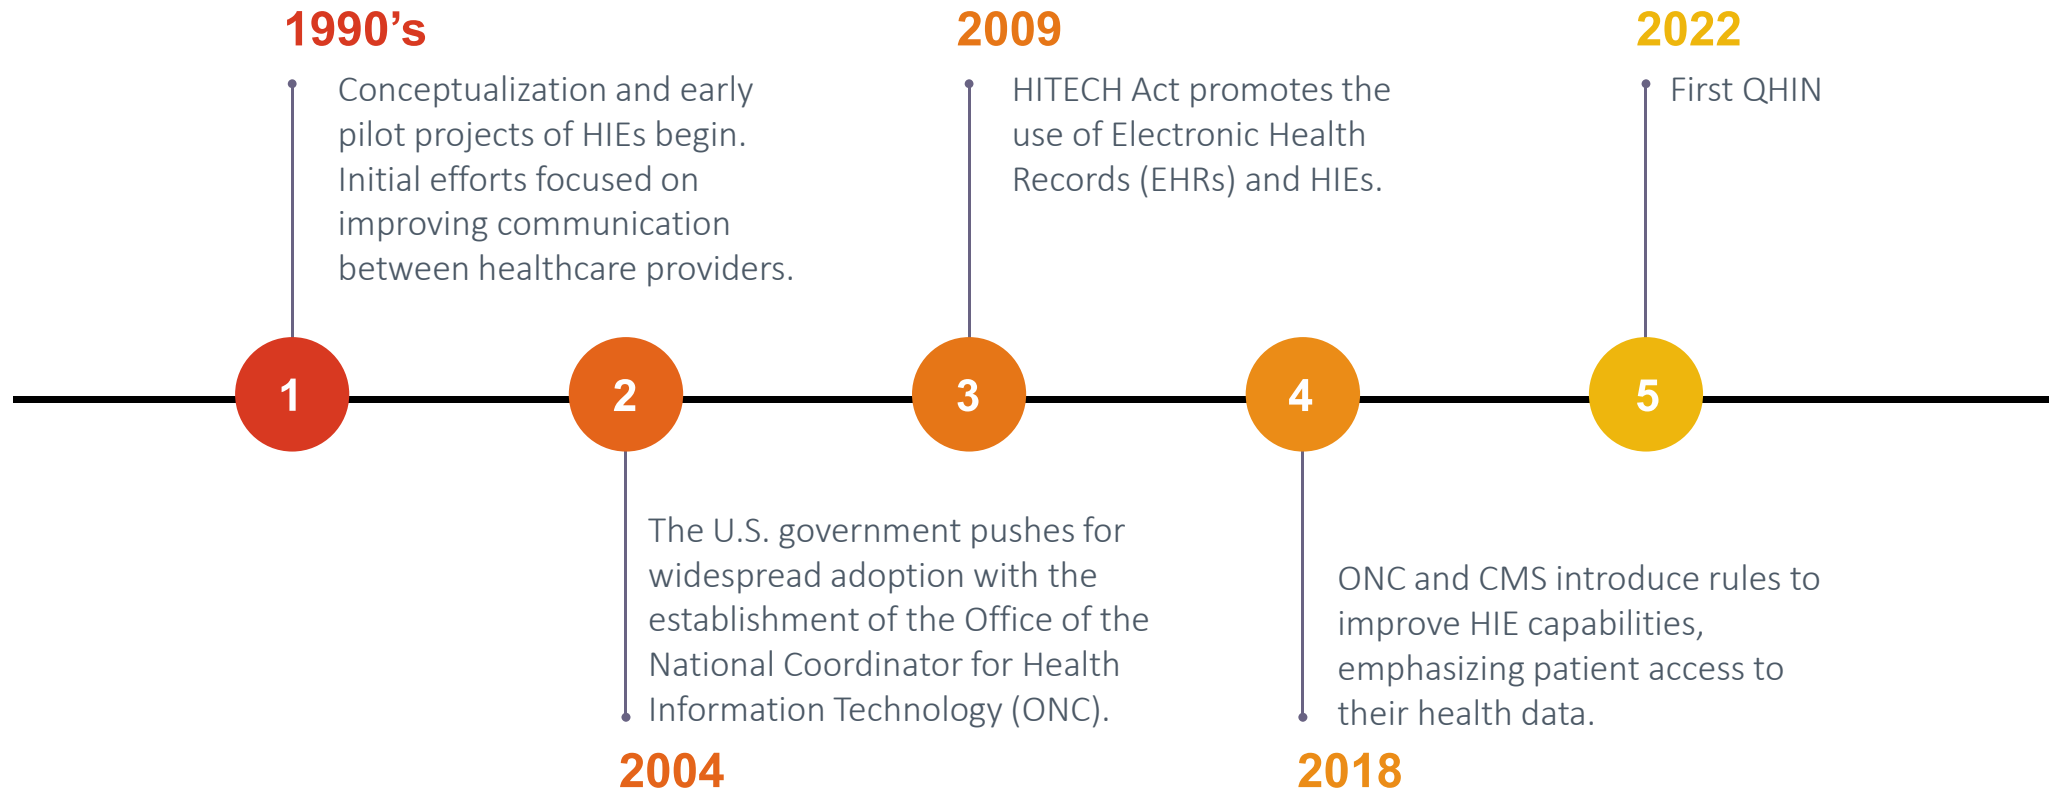 1990’s
Conceptualization and early
pilot projects of HIEs begin.
Initial efforts focused on
improving communication
between healthcare providers.
2009
HITECH Act promotes the
use of Electronic Health
Records (EHRs) and HIEs.
2022
First QHIN
1
2
3
4
5
The U.S. government pushes for
widespread adoption with the
establishment of the Office of the
National Coordinator for Health
Information Technology (ONC).
2004
ONC and CMS introduce rules to
improve HIE capabilities,
emphasizing patient access to
their health data.
2018